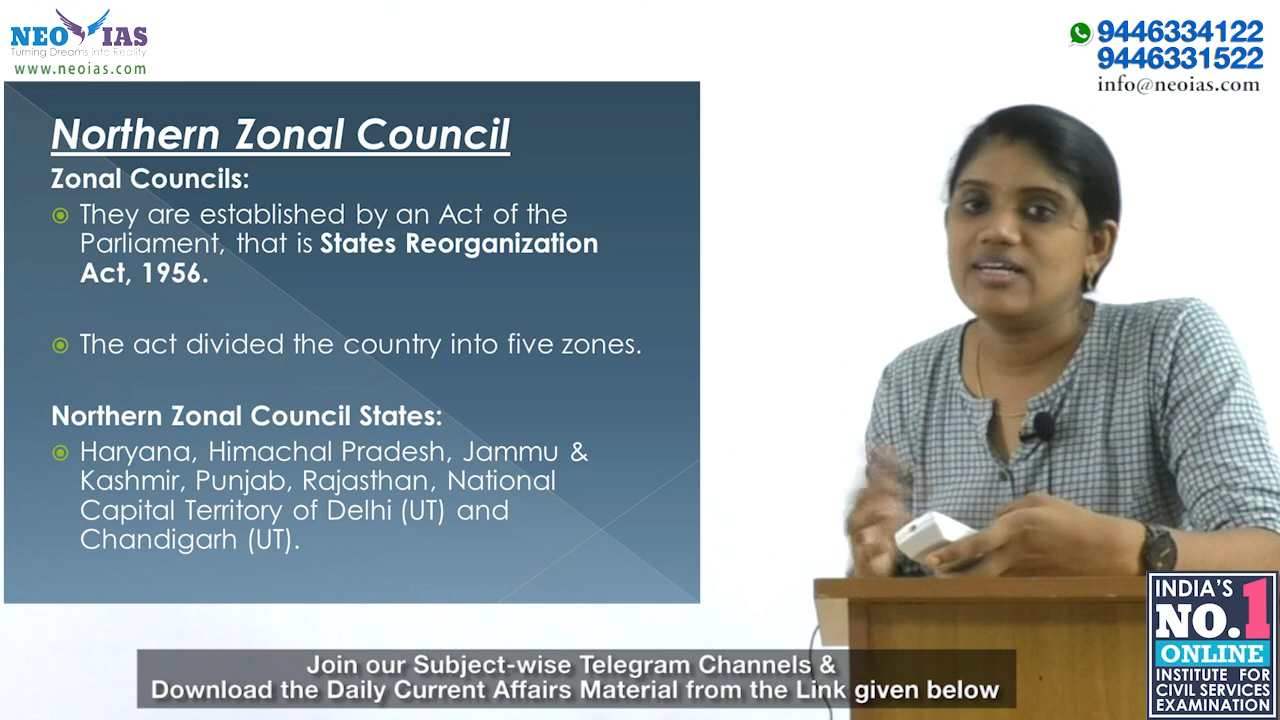 NEO IAS
Turning Dreams into Reality
www.neoias.com
9446334122
9446331522
info@neoias.com
Northern Zonal Council
Zonal Councils:
They are established by an Act of the
Parliament, that is States Reorganization
Act, 1956.
The act divided the country into five zones.
Northern Zonal Council States:
Haryana, Himachal Pradesh, Jammu &
Kashmir, Punjab, Rajasthan, National
Capital Territory of Delhi (UT) and
Chandigarh (UT).
INDIA'S
NO.1
ONLINE
INSTITUTE FOR
CIVIL SERVICES
EXAMINATION
Join our Subject-wise Telegram Channels &
Download the Daily Current Affairs Material from the Link given below